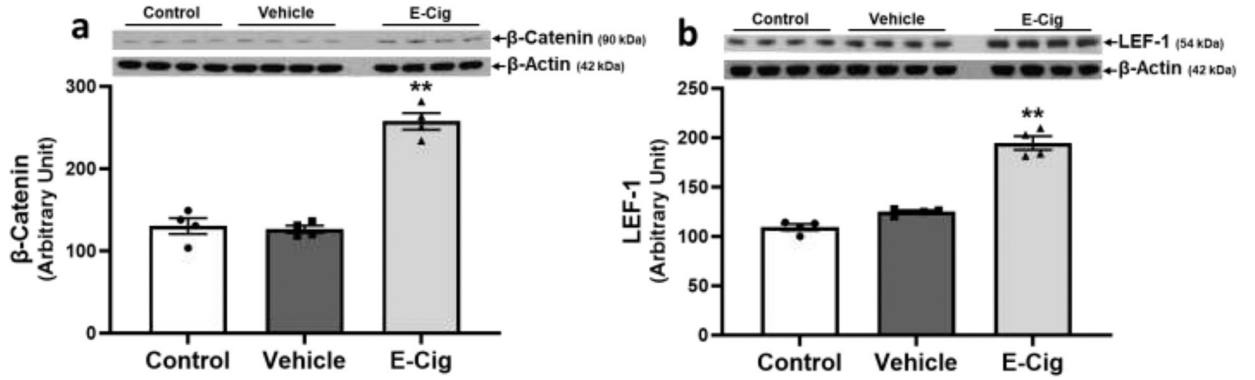 a
Control Vehicle E-Cig
β-Catenin (90 kDa)
β-Actin (42 kDa)
β-Catenin
(Arbitrary Unit)
300
200
100
0
**
Control Vehicle E-Cig
b
Control Vehicle E-Cig
LEF-1 (54 kDa)
β-Actin (42 kDa)
LEF-1
(Arbitrary Unit)
250
200
150
100
50
0
**
Control Vehicle E-Cig